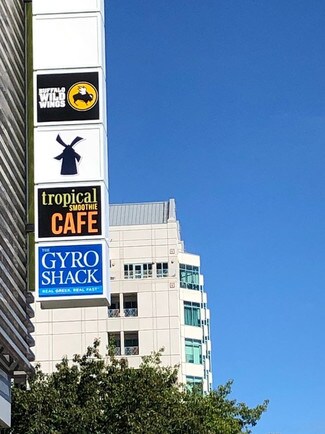 BUFFALO
WILD
WINGS
tropical
SMOOTHIE
CAFE
THE
GYRO
SHACK
REAL GREEK, REAL FAST